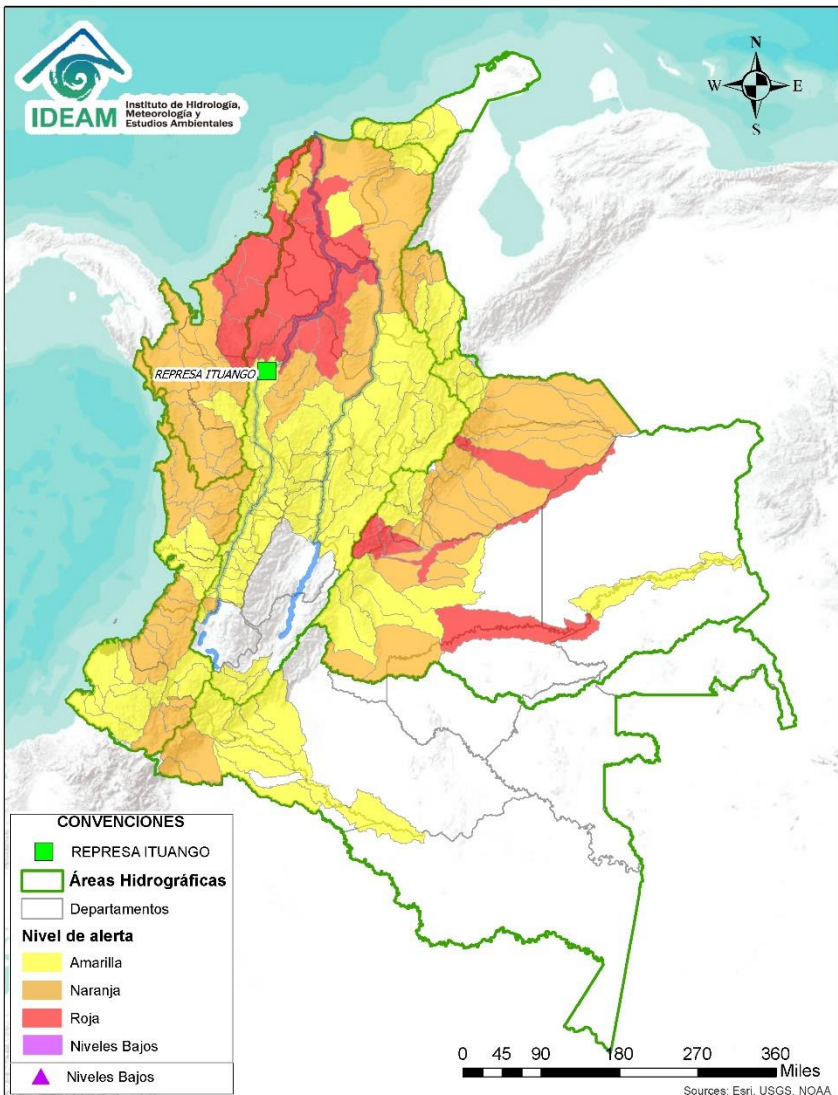 IDEAM
Instituto de Hidrología,
Meteorología y
Estudios Ambientales
N
W
E
S
REPRESA ITUANGO
CONVENCIONES
REPRESA ITUANGO
Áreas Hidrográficas
Departamentos
Nivel de alerta
Amarilla
Naranja
Roja
Niveles Bajos
Niveles Bajos
0 45 90 180 270 360
Miles
Sources: Esri, USGS, NOAA